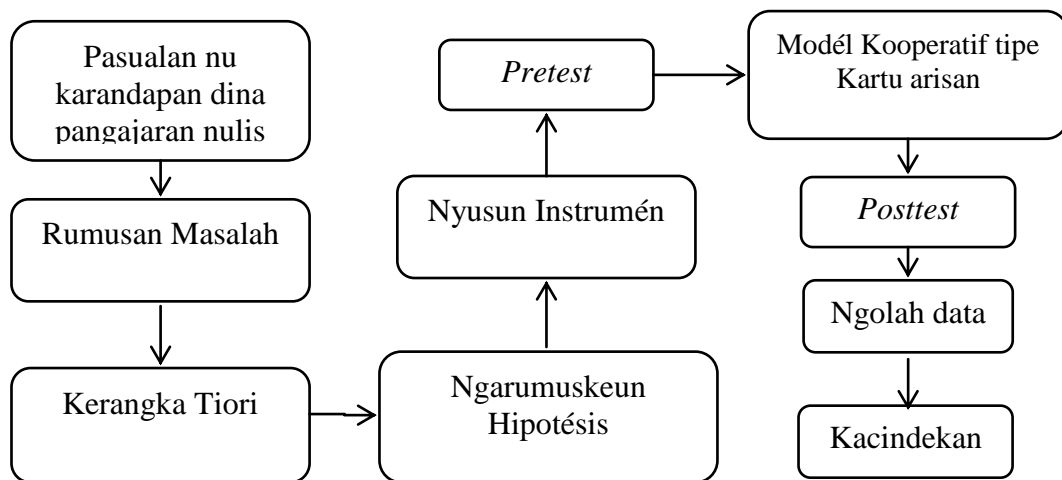 Pasualan nu
karandapan dina
pangajaran nulis
Rumusan Masalah
Kerangka Tiori
Ngarumuskeun
Hipotésis
Nyusun Instrumén
Pretest
Modél Kooperatif tipe
Kartu arisan
Posttest
Ngolah data
Kacindekan